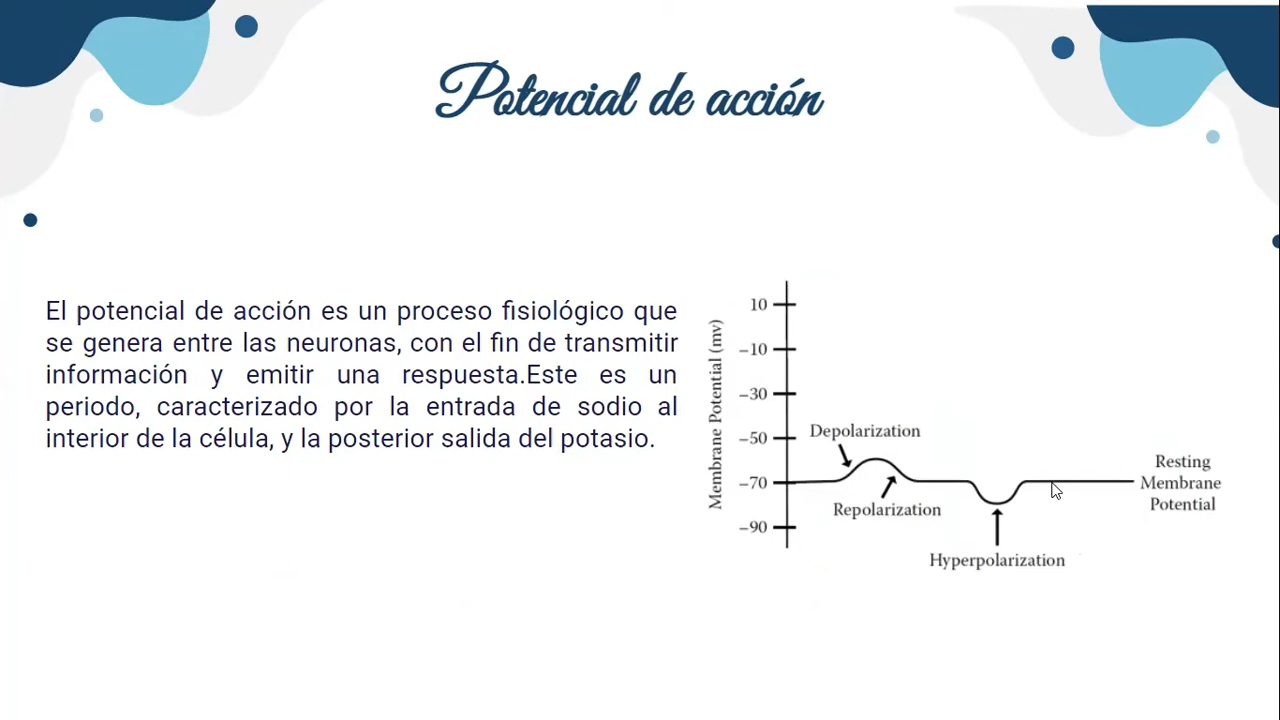 Potencial de acción
El potencial de acción es un proceso fisiológico que
se genera entre las neuronas, con el fin de transmitir
información y emitir una respuesta.Este es un
periodo, caracterizado por la entrada de sodio al
interior de la célula, y la posterior salida del potasio.
Membrane Potential (mv)
10
–10
–30
–50
–70
–90
Depolarization
Repolarization
Hyperpolarization
Resting
Membrane
Potential